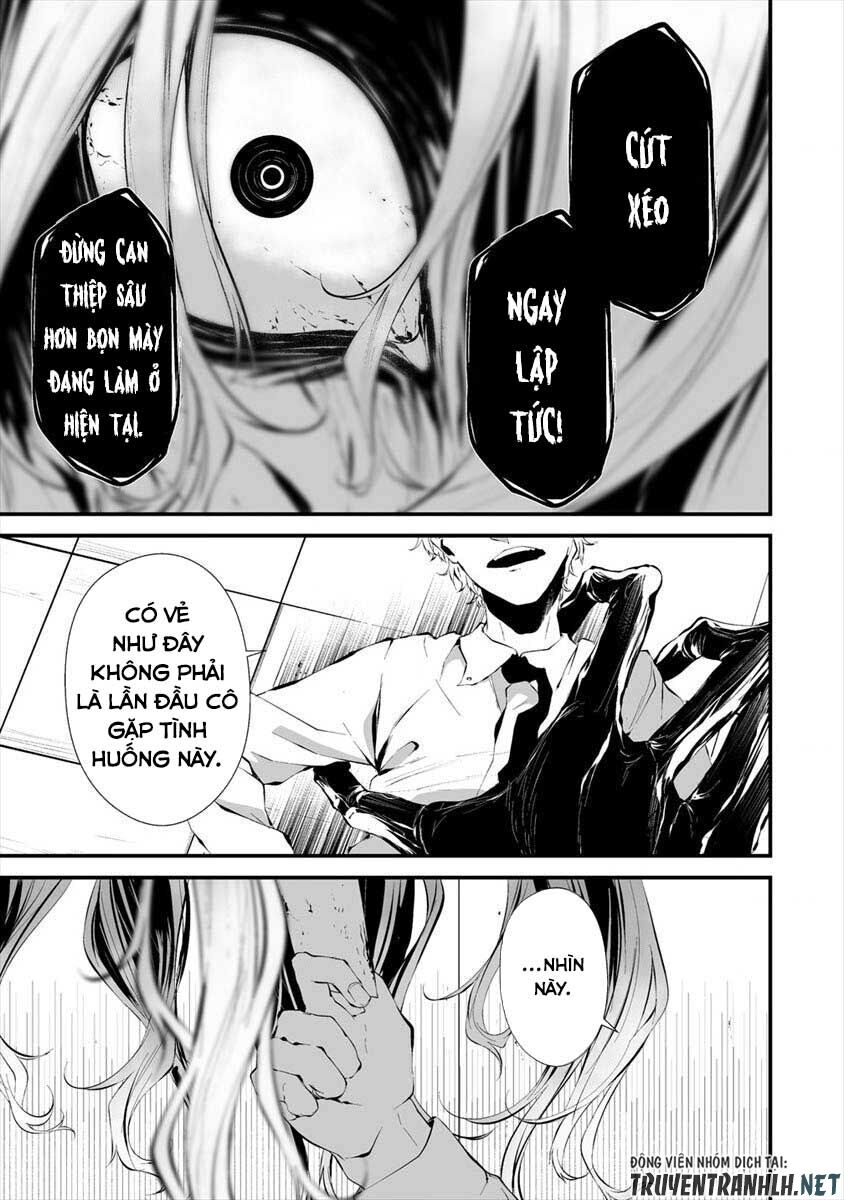 CÚT
XÉO
NGAY
LẬP
TỨC!
ĐỪNG CAN
THIỆP SÂU
HƠN BỌN MÀY
ĐANG LÀM Ở
HIỆN TẠI.
CÓ VẺ
NHƯ ĐÂY
KHÔNG PHẢI
LÀ LẦN ĐẦU CÔ
GẶP TÌNH
HUỐNG NÀY.
...NHÌN
NÀY.
ĐỘNG VIÊN NHÓM DỊCH TẠI:
TRUYENTRANHLH.NET